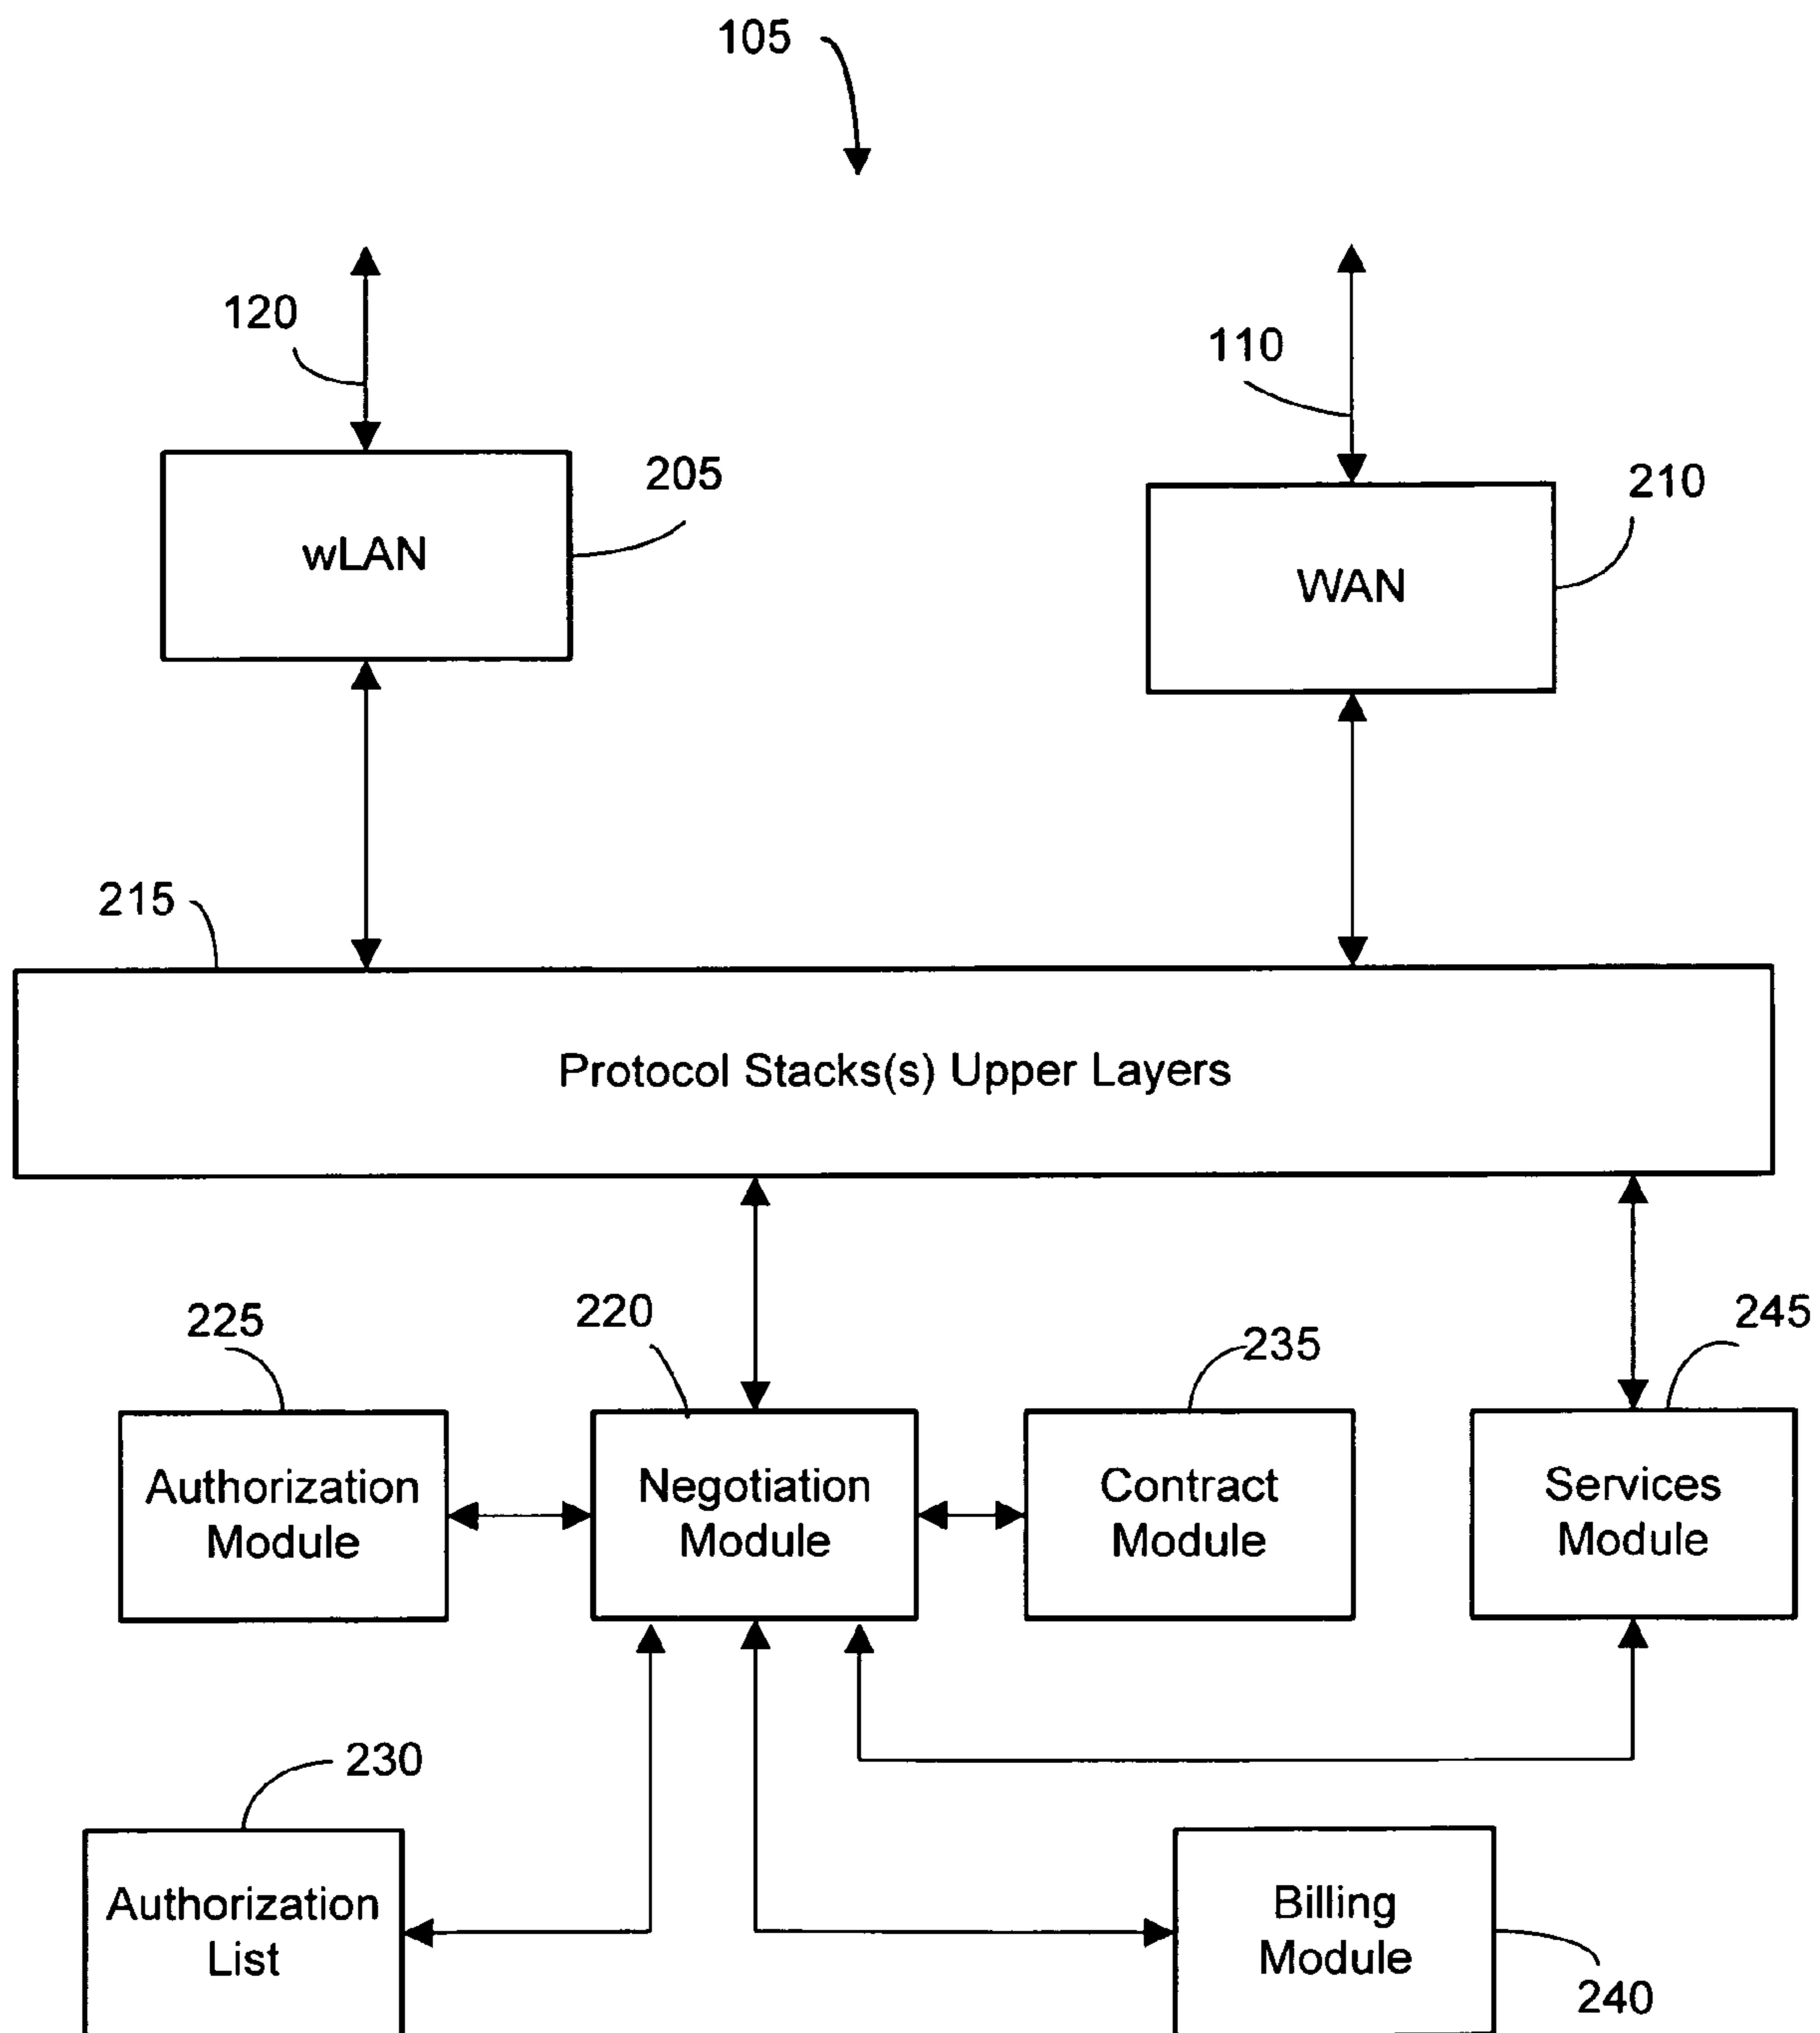 105
120
110
205
210
wLAN
WAN
215
Protocol Stacks(s) Upper Layers
225
220
235
245
Authorization
Module
Negotiation
Module
Contract
Module
Services
Module
230
Authorization
List
Billing
Module
240